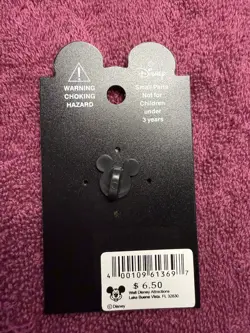 WARNING
CHOKING
HAZARD
Disney
Small Parts
Not for
Children
under
3 years
4 00109 61369 7
$ 6.50
Walt Disney Attractions
Lake Buena Vista, FL 32830
© Disney